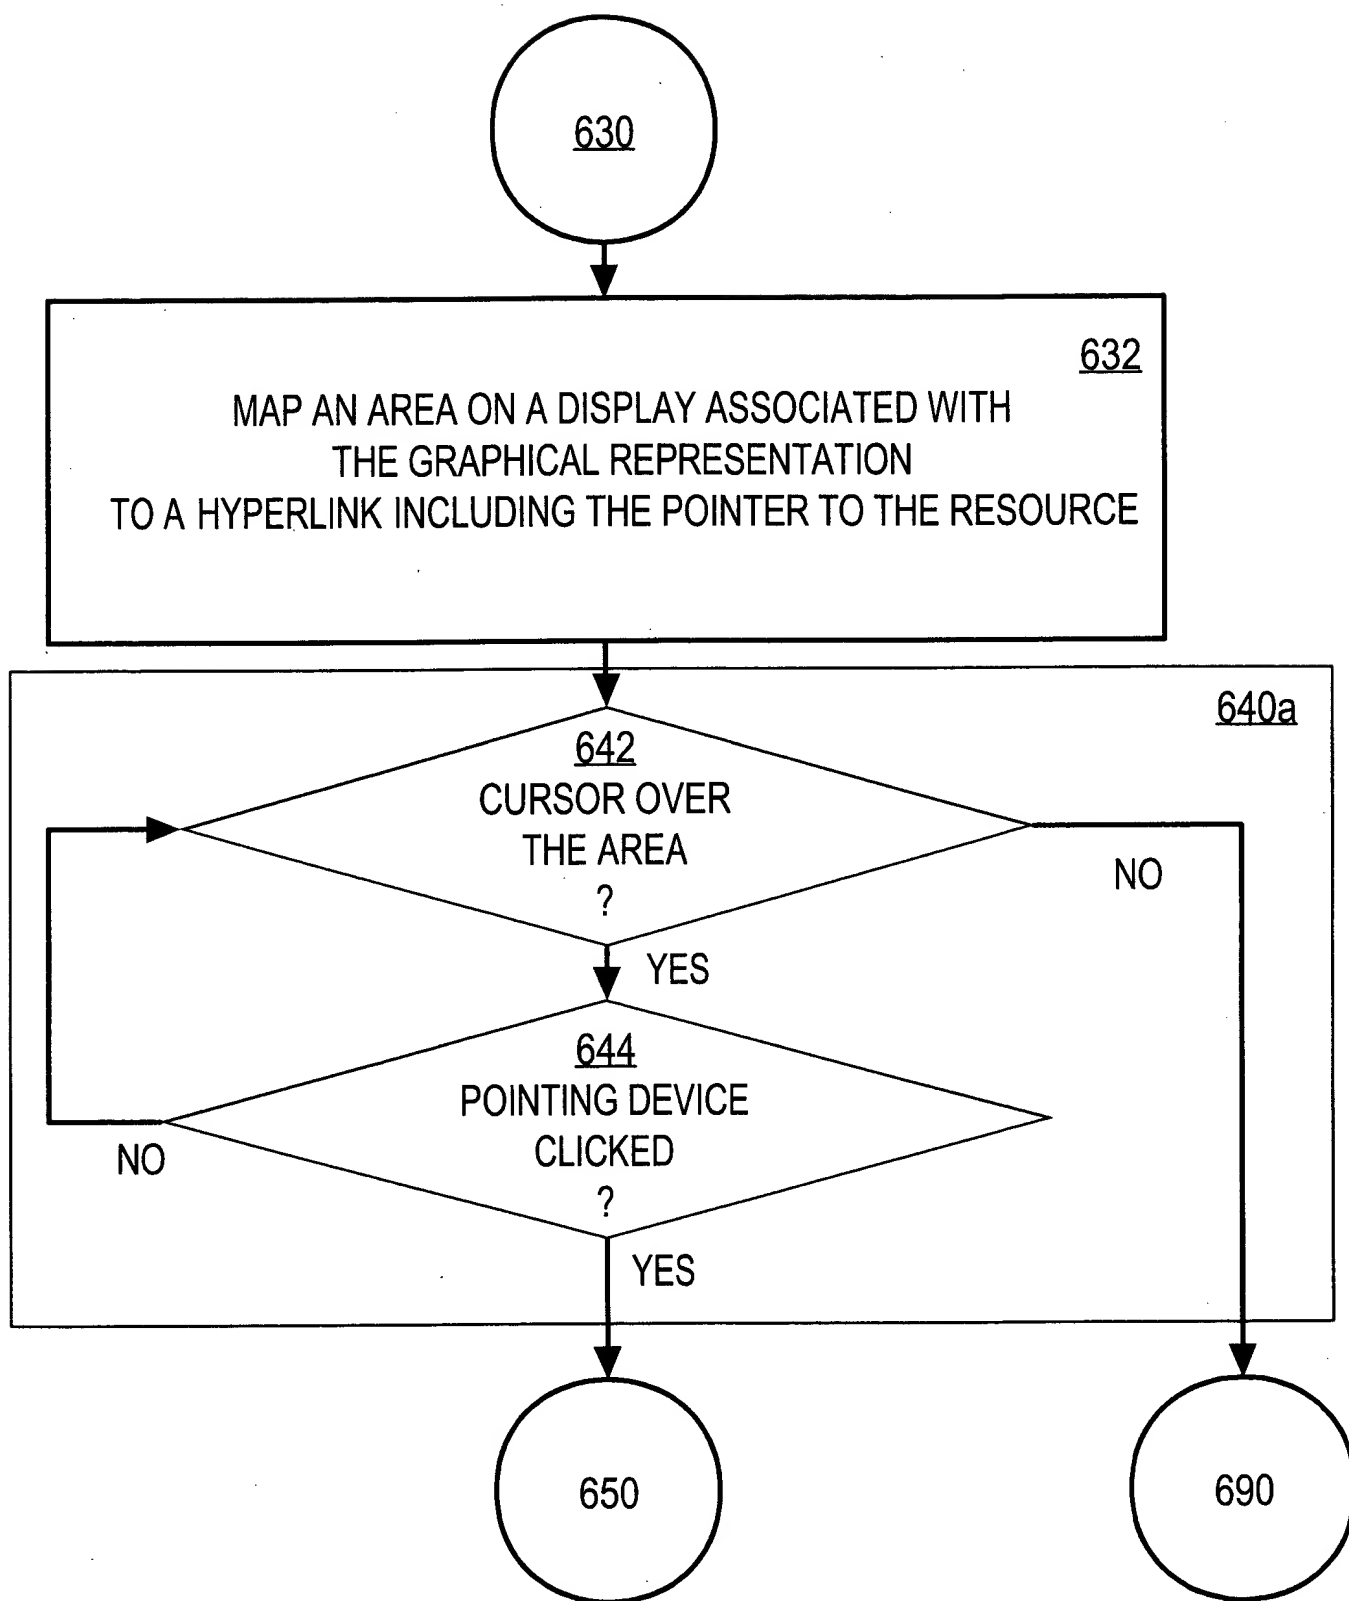 630
632
MAP AN AREA ON A DISPLAY ASSOCIATED WITH
THE GRAPHICAL REPRESENTATION
TO A HYPERLINK INCLUDING THE POINTER TO THE RESOURCE
640a
642
CURSOR OVER
THE AREA
?
NO
YES
644
POINTING DEVICE
CLICKED
?
NO
YES
650
690